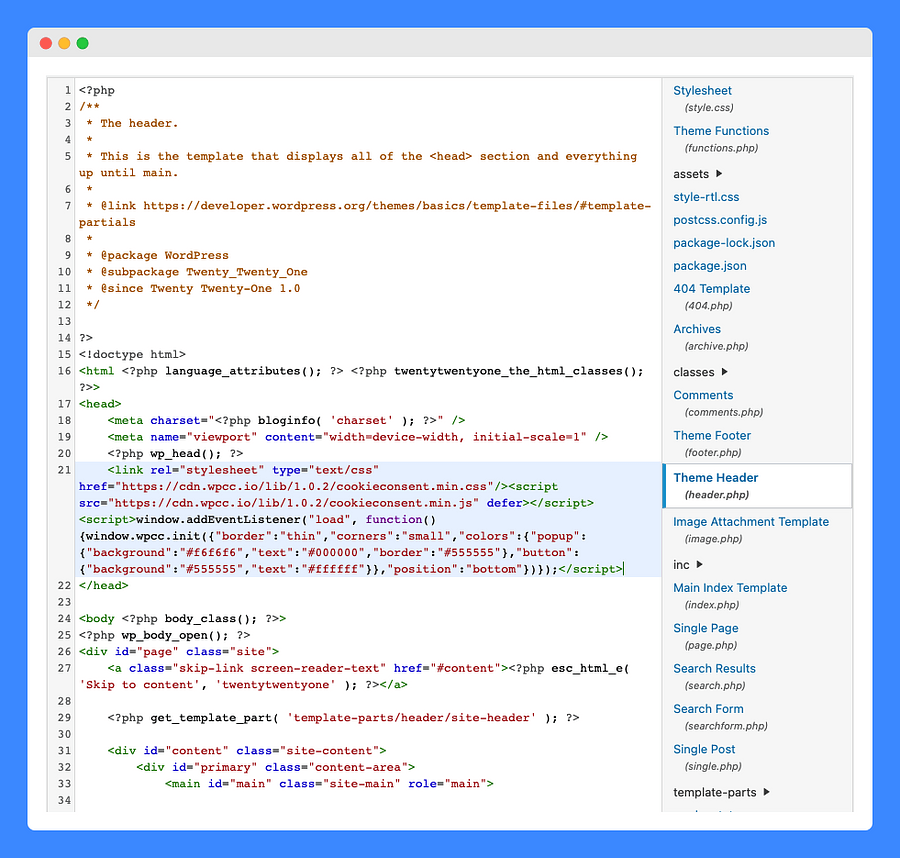 1 <?php
2 /**
3  * The header.
4  *
5  * This is the template that displays all of the <head> section and everything
up until main.
6  *
7  * @link https://developer.wordpress.org/themes/basics/template-files/#template-
partials
8  *
9  * @package WordPress
10  * @subpackage Twenty_Twenty_One
11  * @since Twenty Twenty-One 1.0
12  */
13
14 ?>
15 <!doctype html>
16 <html <?php language_attributes(); ?> <?php twentytwentyone_the_html_classes();
?>>
17 <head>
18     <meta charset="<?php bloginfo( 'charset' ); ?>" />
19     <meta name="viewport" content="width=device-width, initial-scale=1" />
20     <?php wp_head(); ?>
21     <link rel="stylesheet" type="text/css"
href="https://cdn.wpcc.io/lib/1.0.2/cookieconsent.min.css"/><script
src="https://cdn.wpcc.io/lib/1.0.2/cookieconsent.min.js" defer></script>
<script>window.addEventListener("load", function()
{window.wpcc.init({"border":"thin","corners":"small","colors":{"popup":
{"background":"#f6f6f6","text":"#000000","border":"#555555"},"button":
{"background":"#555555","text":"#ffffff"}},"position":"bottom"})});</script>
22 </head>
23
24 <body <?php body_class(); ?>>
25 <?php wp_body_open(); ?>
26 <div id="page" class="site">
27     <a class="skip-link screen-reader-text" href="#content"><?php esc_html_e(
'Skip to content', 'twentytwentyone' ); ?></a>
28
29     <?php get_template_part( 'template-parts/header/site-header' ); ?>
30
31     <div id="content" class="site-content">
32         <div id="primary" class="content-area">
33             <main id="main" class="site-main" role="main">
34
Stylesheet
(style.css)
Theme Functions
(functions.php)
assets
style-rtl.css
postcss.config.js
package-lock.json
package.json
404 Template
(404.php)
Archives
(archive.php)
classes
Comments
(comments.php)
Theme Footer
(footer.php)
Theme Header
(header.php)
Image Attachment Template
(image.php)
inc
Main Index Template
(index.php)
Single Page
(page.php)
Search Results
(search.php)
Search Form
(searchform.php)
Single Post
(single.php)
template-parts